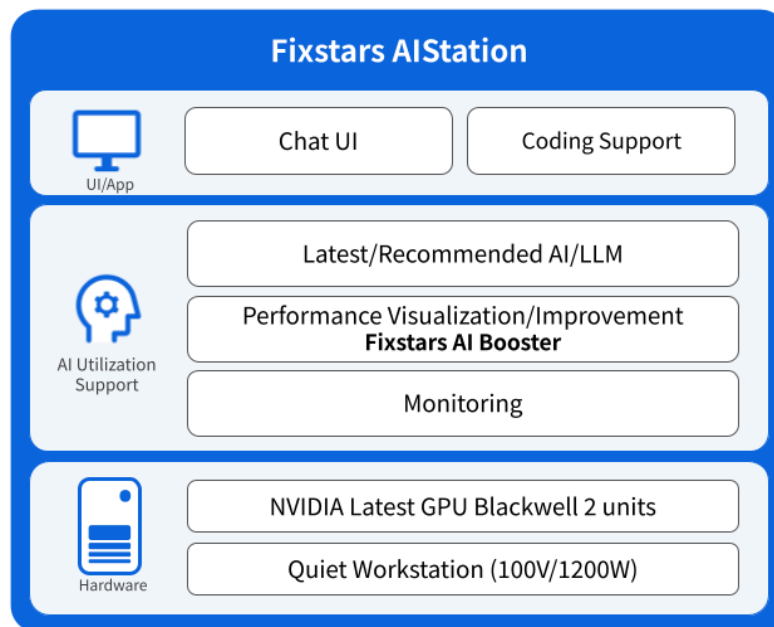 Fixstars AIStation
UI/App
Chat UI
Coding Support
AI Utilization
Support
Latest/Recommended AI/LLM
Performance Visualization/Improvement
Fixstars AI Booster
Monitoring
Hardware
NVIDIA Latest GPU Blackwell 2 units
Quiet Workstation (100V/1200W)